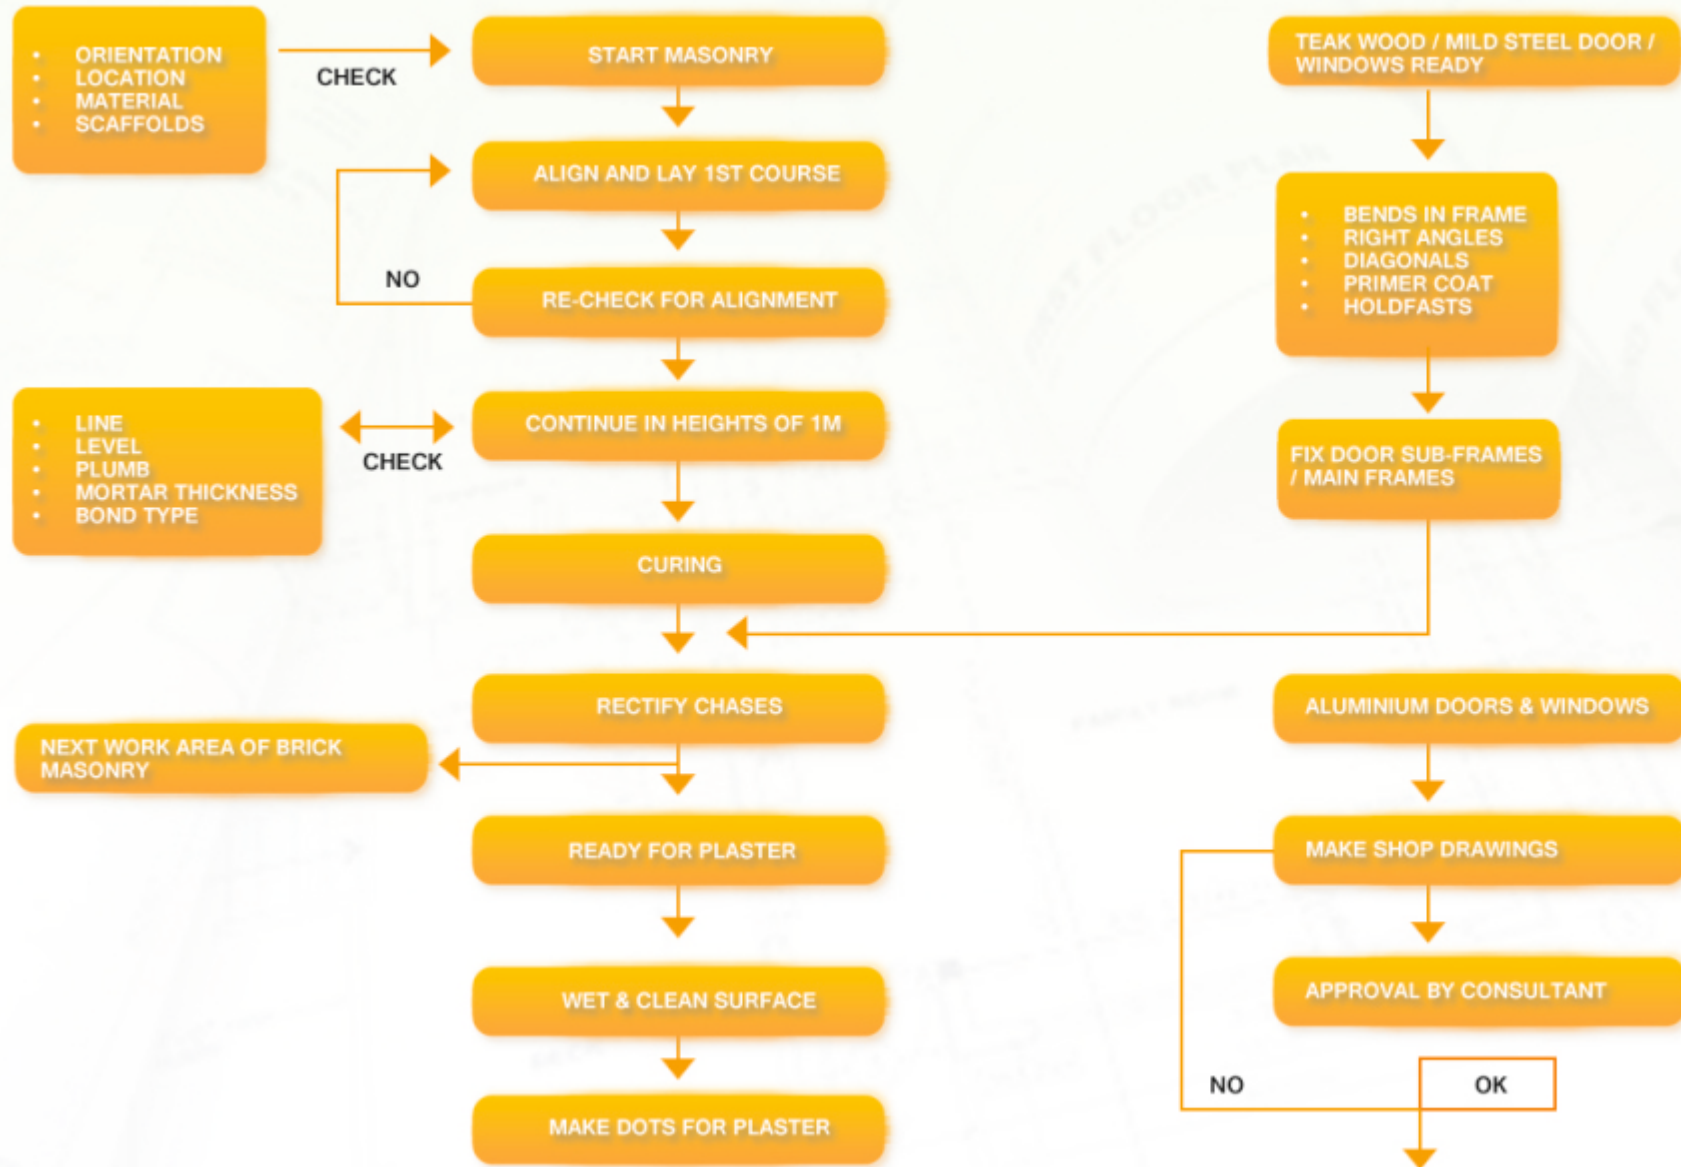 • ORIENTATION
• LOCATION
• MATERIAL
• SCAFFOLDS
CHECK
START MASONRY
ALIGN AND LAY 1ST COURSE
NO
RE-CHECK FOR ALIGNMENT
• LINE
• LEVEL
• PLUMB
• MORTAR THICKNESS
• BOND TYPE
CHECK
CONTINUE IN HEIGHTS OF 1M
CURING
RECTIFY CHASES
NEXT WORK AREA OF BRICK
MASONRY
READY FOR PLASTER
WET & CLEAN SURFACE
MAKE DOTS FOR PLASTER
TEAK WOOD / MILD STEEL DOOR /
WINDOWS READY
• BENDS IN FRAME
• RIGHT ANGLES
• DIAGONALS
• PRIMER COAT
• HOLDFASTS
FIX DOOR SUB-FRAMES
/ MAIN FRAMES
ALUMINIUM DOORS & WINDOWS
MAKE SHOP DRAWINGS
APPROVAL BY CONSULTANT
NO
OK